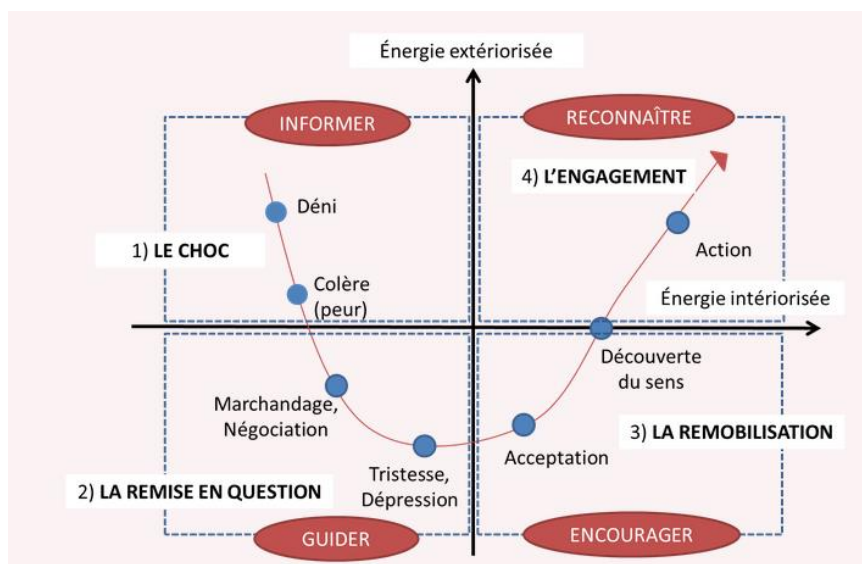 Énergie extériorisée
INFORMER
RECONNAÎTRE
4) L'ENGAGEMENT
Déni
1) LE CHOC
Action
Colère
(peur)
Énergie intériorisée
Découverte
du sens
Marchandage,
Négociation
3) LA REMOBILISATION
Acceptation
Tristesse,
Dépression
2) LA REMISE EN QUESTION
GUIDER
ENCOURAGER